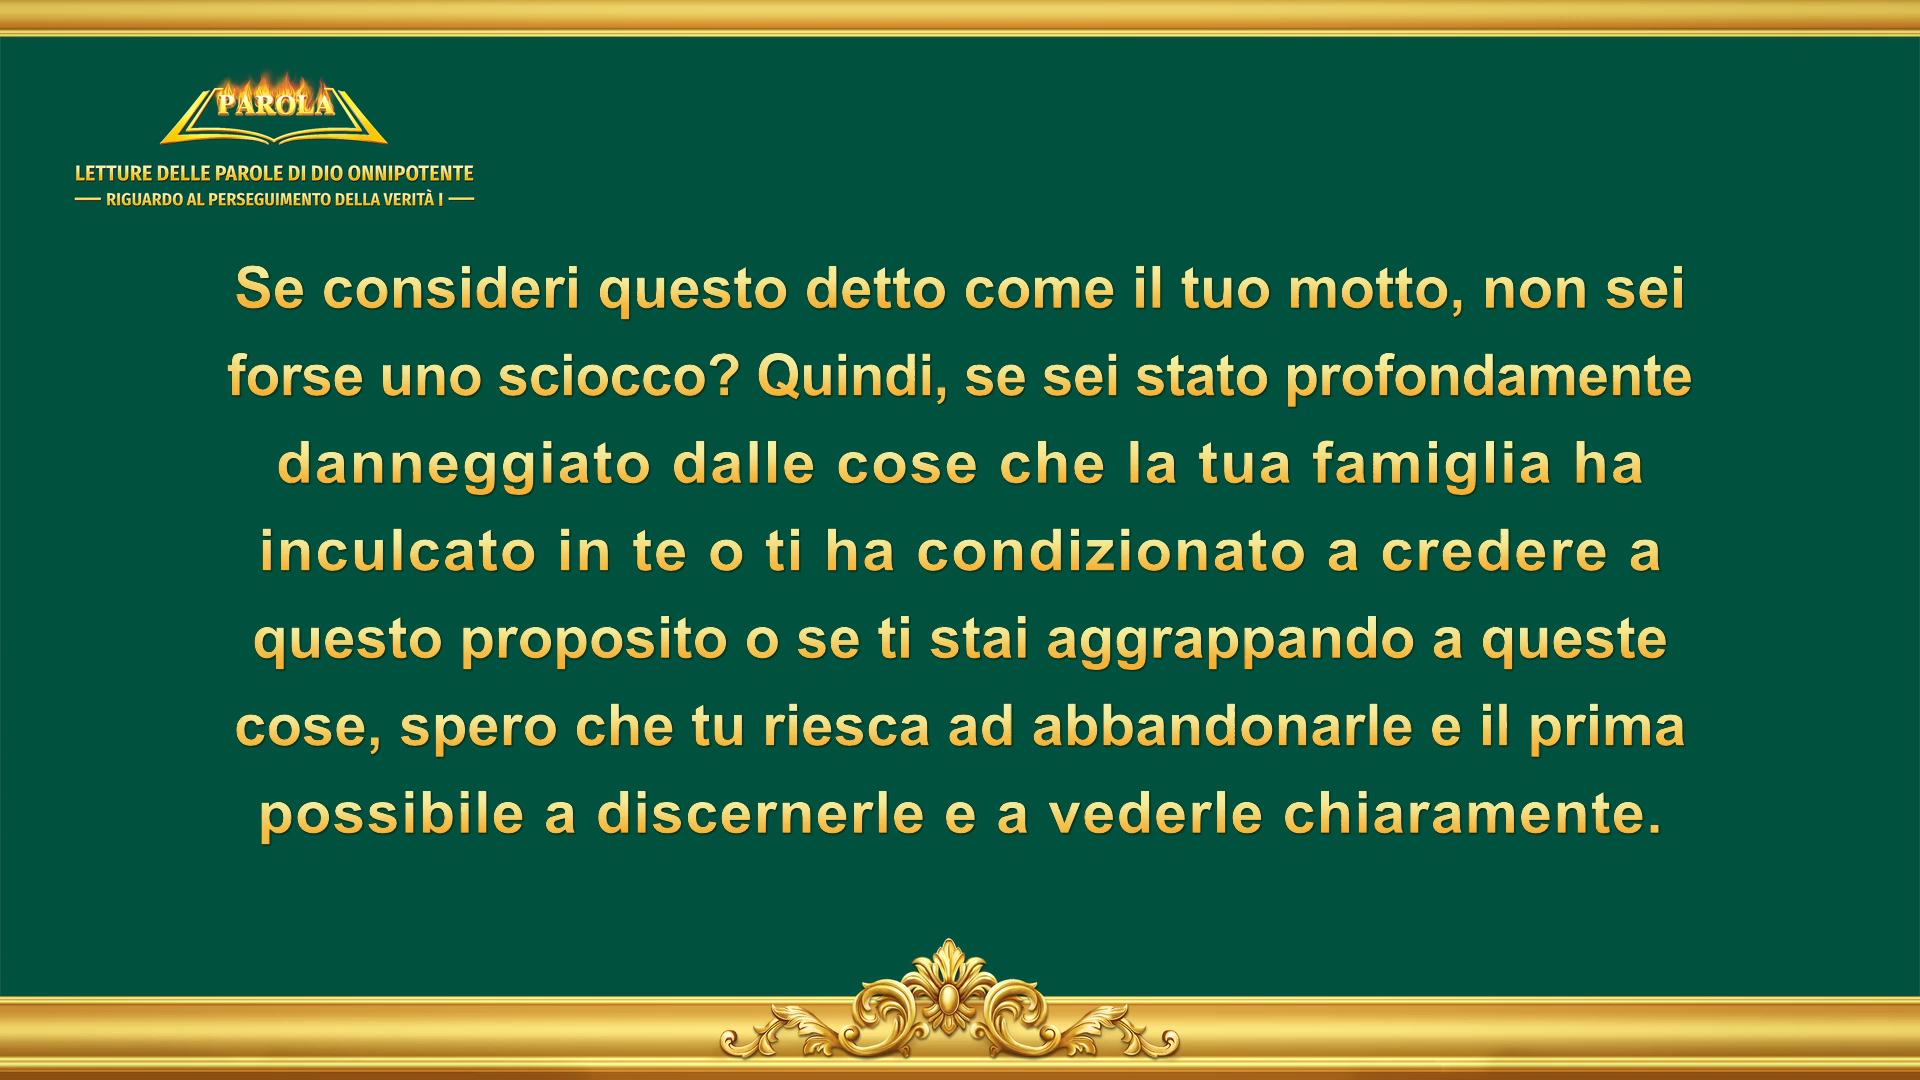 PAROLA
LETTURE DELLE PAROLE DI DIO ONNIPOTENTE
RIGUARDO AL PERSEGUIMENTO DELLA VERITÀ I
Se consideri questo detto come il tuo motto, non sei
forse uno sciocco? Quindi, se sei stato profondamente
danneggiato dalle cose che la tua famiglia ha
inculcato in te o ti ha condizionato a credere a
questo proposito o se ti stai aggrappando a queste
cose, spero che tu riesca ad abbandonarle e il prima
possibile a discernerle e a vederle chiaramente.